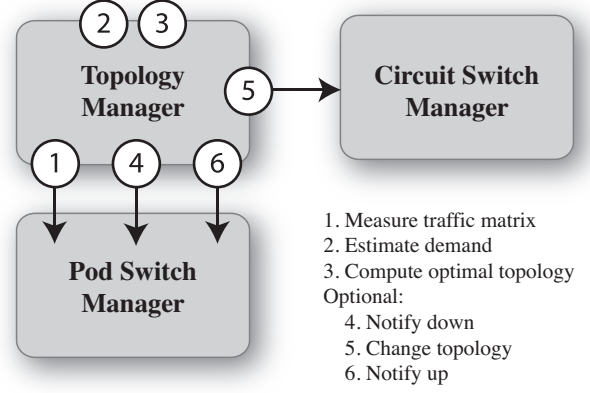 2 3
Topology
Manager
5
Circuit Switch
Manager
1 4 6
Pod Switch
Manager
1. Measure traffic matrix
2. Estimate demand
3. Compute optimal topology
Optional:
4. Notify down
5. Change topology
6. Notify up